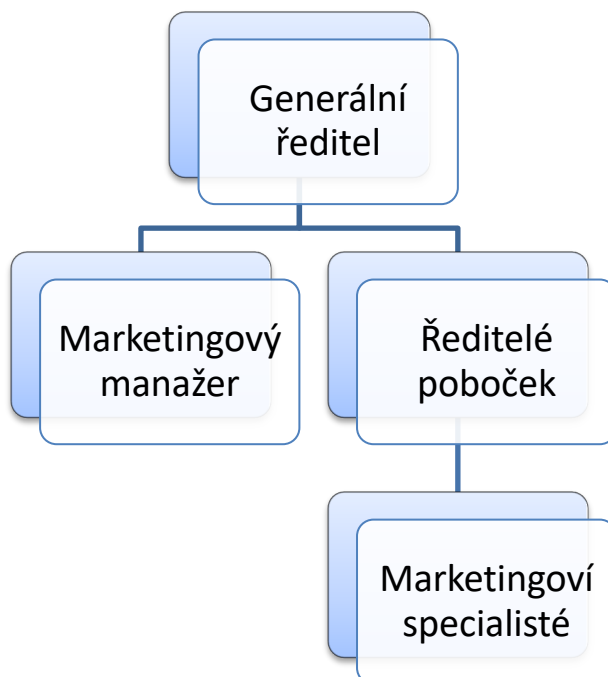 Generální
ředitel
Marketingový
manažer
Ředitelé
poboček
Marketingoví
specialisté